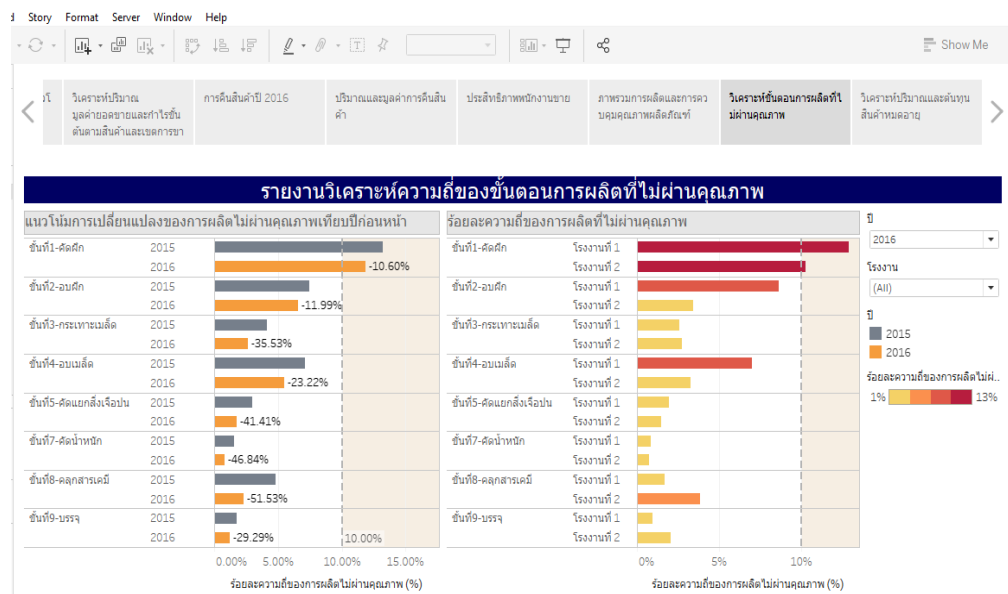 Story Format Server Window Help
Show Me
วิเคราะห์ปริมาณ
มูลค่ายอดขายและกำไรขั้น
ต้นตามสินค้าและเขตการขา
การคืนสินค้าปี 2016
ปริมาณและมูลค่าการคืนสิน
ค้า
ประสิทธิภาพพนักงานขาย
ภาพรวมการผลิตและการคว
บคุมคุณภาพผลิตภัณฑ์
วิเคราะห์ขั้นตอนการผลิตที่ไ
ม่ผ่านคุณภาพ
วิเคราะห์ปริมาณและต้นทุน
สินค้าหมดอายุ
รายงานวิเคราะห์ความถี่ของขั้นตอนการผลิตที่ไม่ผ่านคุณภาพ
แนวโน้มการเปลี่ยนแปลงของการผลิตไม่ผ่านคุณภาพเทียบปีก่อนหน้า
ขั้นที่1-คัดฝัก 2015
2016 -10.60%
ขั้นที่2-อบฝัก 2015
2016 -11.99%
ขั้นที่3-กระเทาะเมล็ด 2015
2016 -35.53%
ขั้นที่4-อบเมล็ด 2015
2016 -23.22%
ขั้นที่5-คัดแยกสิ่งเจือปน 2015
2016 -41.41%
ขั้นที่7-คัดน้ำหนัก 2015
2016 -46.84%
ขั้นที่8-คลุกสารเคมี 2015
2016 -51.53%
ขั้นที่9-บรรจุ 2015
2016 -29.29% 10.00%
0.00% 5.00% 10.00% 15.00%
ร้อยละความถี่ของการผลิตไม่ผ่านคุณภาพ (%)
ร้อยละความถี่ของการผลิตที่ไม่ผ่านคุณภาพ
ขั้นที่1-คัดฝัก โรงงานที่ 1
โรงงานที่ 2
ขั้นที่2-อบฝัก โรงงานที่ 1
โรงงานที่ 2
ขั้นที่3-กระเทาะเมล็ด โรงงานที่ 1
โรงงานที่ 2
ขั้นที่4-อบเมล็ด โรงงานที่ 1
โรงงานที่ 2
ขั้นที่5-คัดแยกสิ่งเจือปน โรงงานที่ 1
โรงงานที่ 2
ขั้นที่7-คัดน้ำหนัก โรงงานที่ 1
โรงงานที่ 2
ขั้นที่8-คลุกสารเคมี โรงงานที่ 1
โรงงานที่ 2
ขั้นที่9-บรรจุ โรงงานที่ 1
โรงงานที่ 2
0% 5% 10%
ร้อยละความถี่ของการผลิตไม่ผ่านคุณภาพ (%)
ปี
2016
โรงงาน
(All)
ปี
2015
2016
ร้อยละความถี่ของการผลิตไม่ผ่..
1% 13%